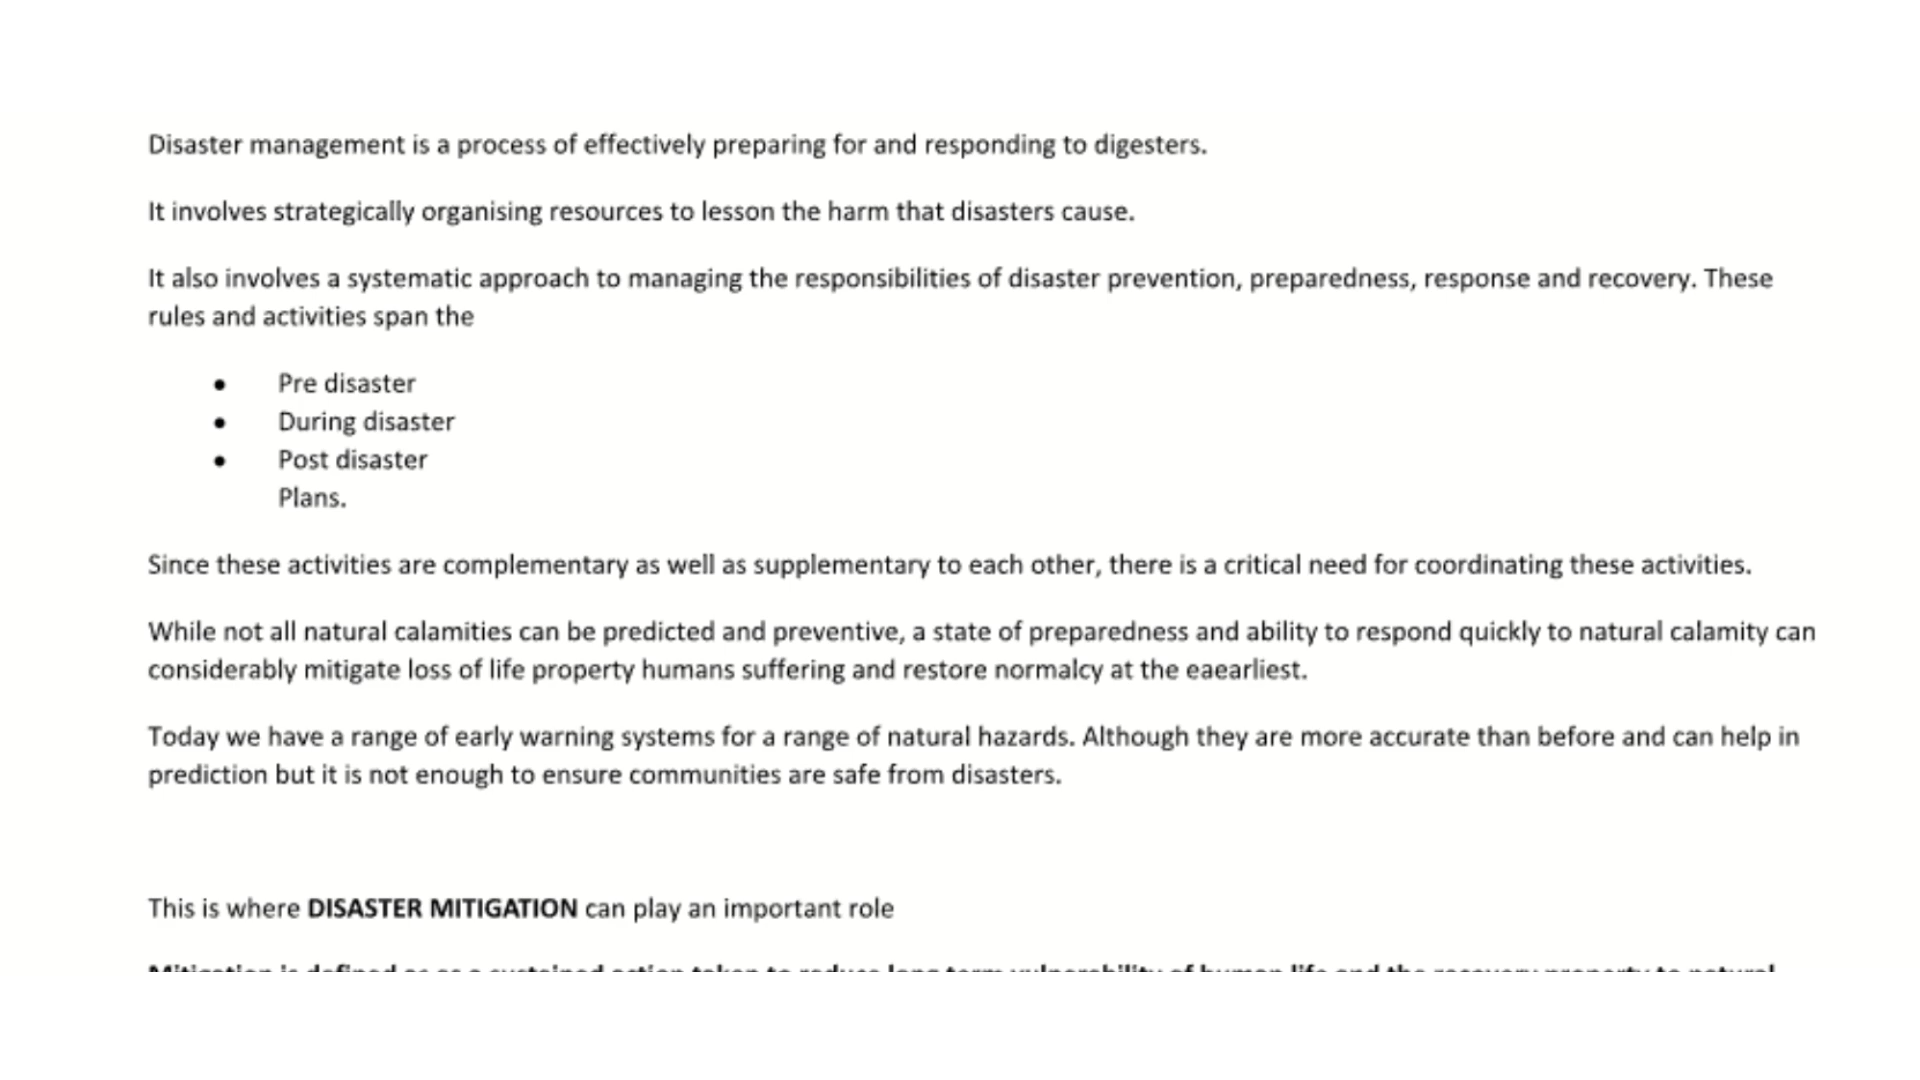 Disaster management is a process of effectively preparing for and responding to digesters.
It involves strategically organising resources to lesson the harm that disasters cause.
It also involves a systematic approach to managing the responsibilities of disaster prevention, preparedness, response and recovery. These
rules and activities span the
• Pre disaster
• During disaster
• Post disaster
Plans.
Since these activities are complementary as well as supplementary to each other, there is a critical need for coordinating these activities.
While not all natural calamities can be predicted and preventive, a state of preparedness and ability to respond quickly to natural calamity can
considerably mitigate loss of life property humans suffering and restore normalcy at the eaearliest.
Today we have a range of early warning systems for a range of natural hazards. Although they are more accurate than before and can help in
prediction but it is not enough to ensure communities are safe from disasters.
This is where DISASTER MITIGATION can play an important role